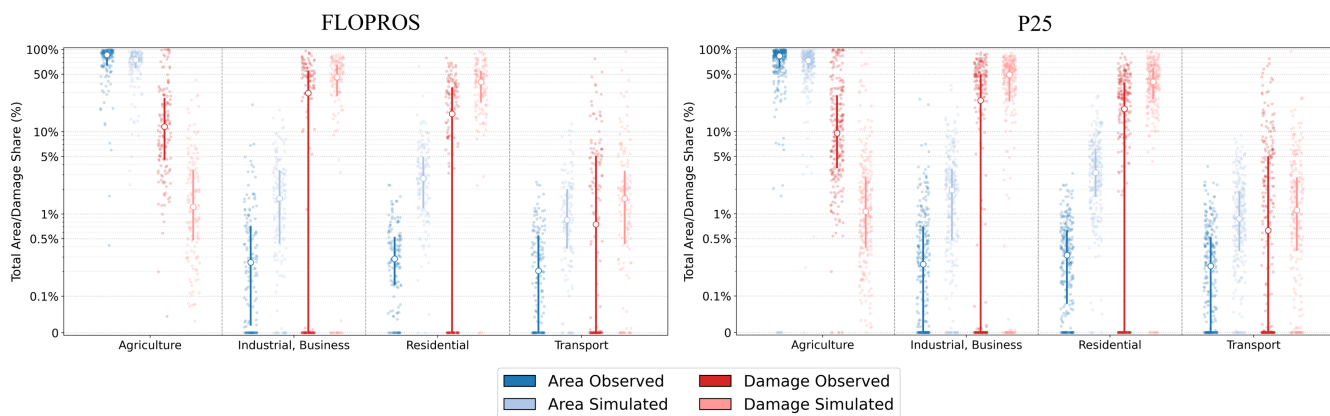 FLOPROS
P25
Total Area/Damage Share (%)
100%
50%
10%
5%
1%
0.5%
0.1%
0
Agriculture
Industrial, Business
Residential
Transport
Total Area/Damage Share (%)
100%
50%
10%
5%
1%
0.5%
0.1%
0
Agriculture
Industrial, Business
Residential
Transport
Area Observed
Area Simulated
Damage Observed
Damage Simulated